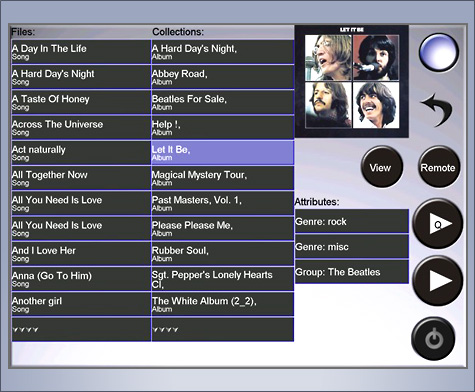 Files:
Collections:
LET IT BE
A Day In The Life
Song
A Hard Day's Night,
Album
A Hard Day's Night
Song
Abbey Road,
Album
A Taste Of Honey
Song
Beatles For Sale,
Album
Across The Universe
Song
Help !,
Album
Act naturally
Song
Let It Be,
Album
All Together Now
Song
Magical Mystery Tour,
Album
All You Need Is Love
Song
Past Masters, Vol. 1,
Album
All You Need Is Love
Song
Please Please Me,
Album
And I Love Her
Song
Rubber Soul,
Album
Anna (Go To Him)
Song
Sgt. Pepper's Lonely Hearts
Cl,
Album
Another girl
Song
The White Album (2_2),
Album
View
Remote
Attributes:
Genre: rock
Genre: misc
Group: The Beatles
Q